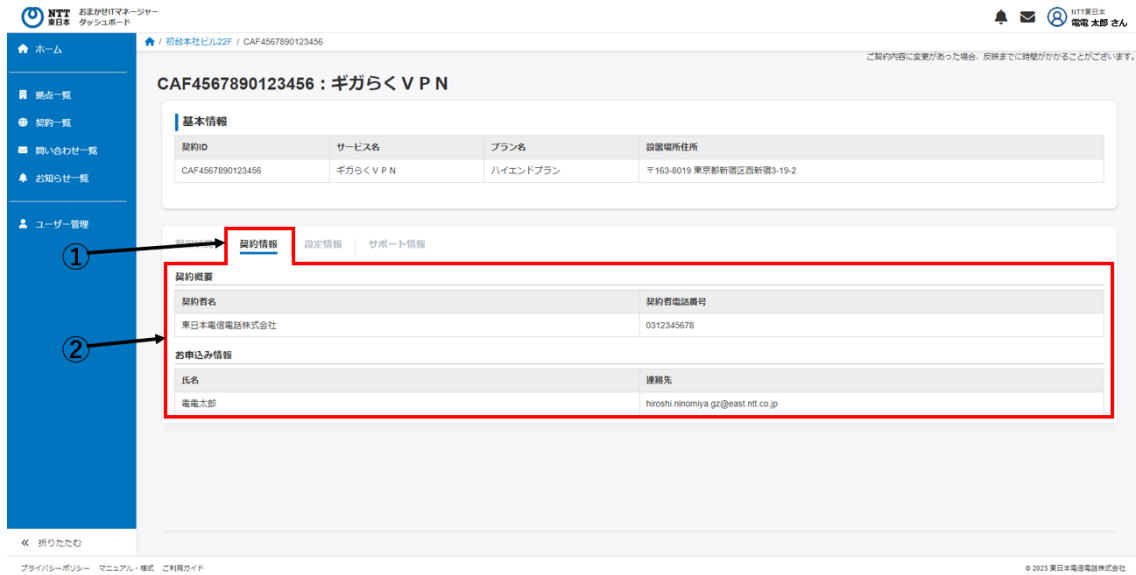 NTT 東日本 おまかせITマネージャー ダッシュボード
NTT東日本
電電 太郎 さん
ホーム
拠点一覧
契約一覧
問い合わせ一覧
お知らせ一覧
ユーザー管理
折りたたむ
/ 初台本社ビル22F / CAF4567890123456
ご契約内容に変更があった場合、反映までに時間がかかることがございます。
CAF4567890123456：ギガらくＶＰＮ
基本情報
契約ID サービス名 プラン名 設置場所住所
CAF4567890123456 ギガらくＶＰＮ ハイエンドプラン 〒163-8019 東京都新宿区西新宿3-19-2
① 契約情報 設定情報 サポート情報
②
契約概要
契約者名 契約者電話番号
東日本電信電話株式会社 0312345678
お申込み情報
氏名 連絡先
電電太郎 hiroshi.ninomiya.gz@east.ntt.co.jp
プライバシーポリシー マニュアル・様式 ご利用ガイド
© 2023 東日本電信電話株式会社